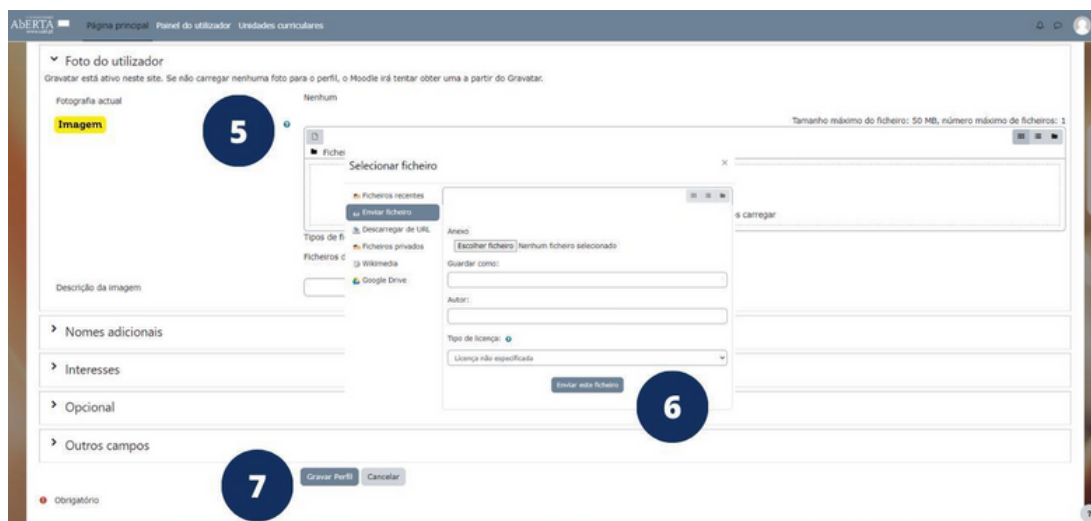 AbERTA
www.uab.pt
Página principal Painel do utilizador Unidades curriculares
Foto do utilizador
Gravatar está ativo neste site. Se não carregar nenhuma foto para o perfil, o Moodle irá tentar obter uma a partir do Gravatar.
Fotografia actual
Nenhum
Imagem
5
Tamanho máximo do ficheiro: 50 MB, número máximo de ficheiros: 1
Fichei
Selecionar ficheiro
Ficheiros recentes
Enviar ficheiro
Descarregar de URL
Ficheiros privados
Wikimedia
Google Drive
s carregar
Anexo
Escolher ficheiro Nenhum ficheiro selecionado
Guardar como:
Autor:
Tipo de licença:
Licença não especificada
Enviar este ficheiro
6
Tipos de fi
Ficheiros d
Descrição da imagem
Nomes adicionais
Interesses
Opcional
Outros campos
7
Gravar Perfil Cancelar
Obrigatório